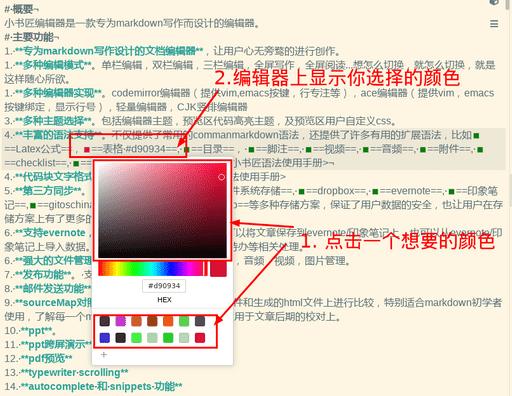 #·概要¬
小书匠编辑器是一款专为markdown写作而设计的编辑器。
#·主要功能¬
1.·**专为markdown写作设计的文档编辑器**，让用户心无旁骛的进行创作。
1.·**多种编辑模式**。单栏编辑，双栏编辑，三栏编辑，全屏写作，全屏阅读...想怎么切换，就怎么切换，就是
这样随心所欲。
1.·**多种编辑器实现**。codemirror编辑器（提供vim,emacs按键，行专注等），ace编辑器（提供vim，emacs
按键绑定，显示行号），轻量编辑器，CJK竖排编辑器
2.编辑器上显示你选择的颜色
3.·**多种主题选择**。包括编辑器主题，预览区代码高亮主题，及预览区用户自定义css。
4.·**丰富的语法支持**。不仅提供了常用的commanmarkdown语法，还提供了许多有用的扩展语法，比如
==Latex公式==，==表格·#d90934==，==目录==，==脚注==，==视频==，==音频==，==附件==，
==checklist==，小书匠语法使用手册>¬
4.·**代码块文字格式法使用手册>
5.·**第三方同步**。件系统存储==，==dropbox==，==evernote==，==印象笔
记==，==gitoschina==等多种存储方案，保证了用户数据的安全，也让用户在存
储方案上有了更多的
6.·**支持evernote，可以将文章保存到evernote/印象笔记上，也可以从evernote/印
象笔记上导入数据。待办等相关处理。
1. 点击一个想要的颜色
6.·**强大的文件管理，音频，视频，图片管理。
7.·**发布功能**。·支
8.·**邮件发送功能**
9.·**sourceMap对照件和生成的html文件上进行比较，特别适合markdown初学者
使用，了解每一个m用于文章后期的校对上。
#d90934
HEX
10.·**ppt**。
11.·**ppt跨屏演示**
12.·**pdf预览**
+
13.·**typewriter·scrolling**
14.·**autocomplete·和·snippets·功能**